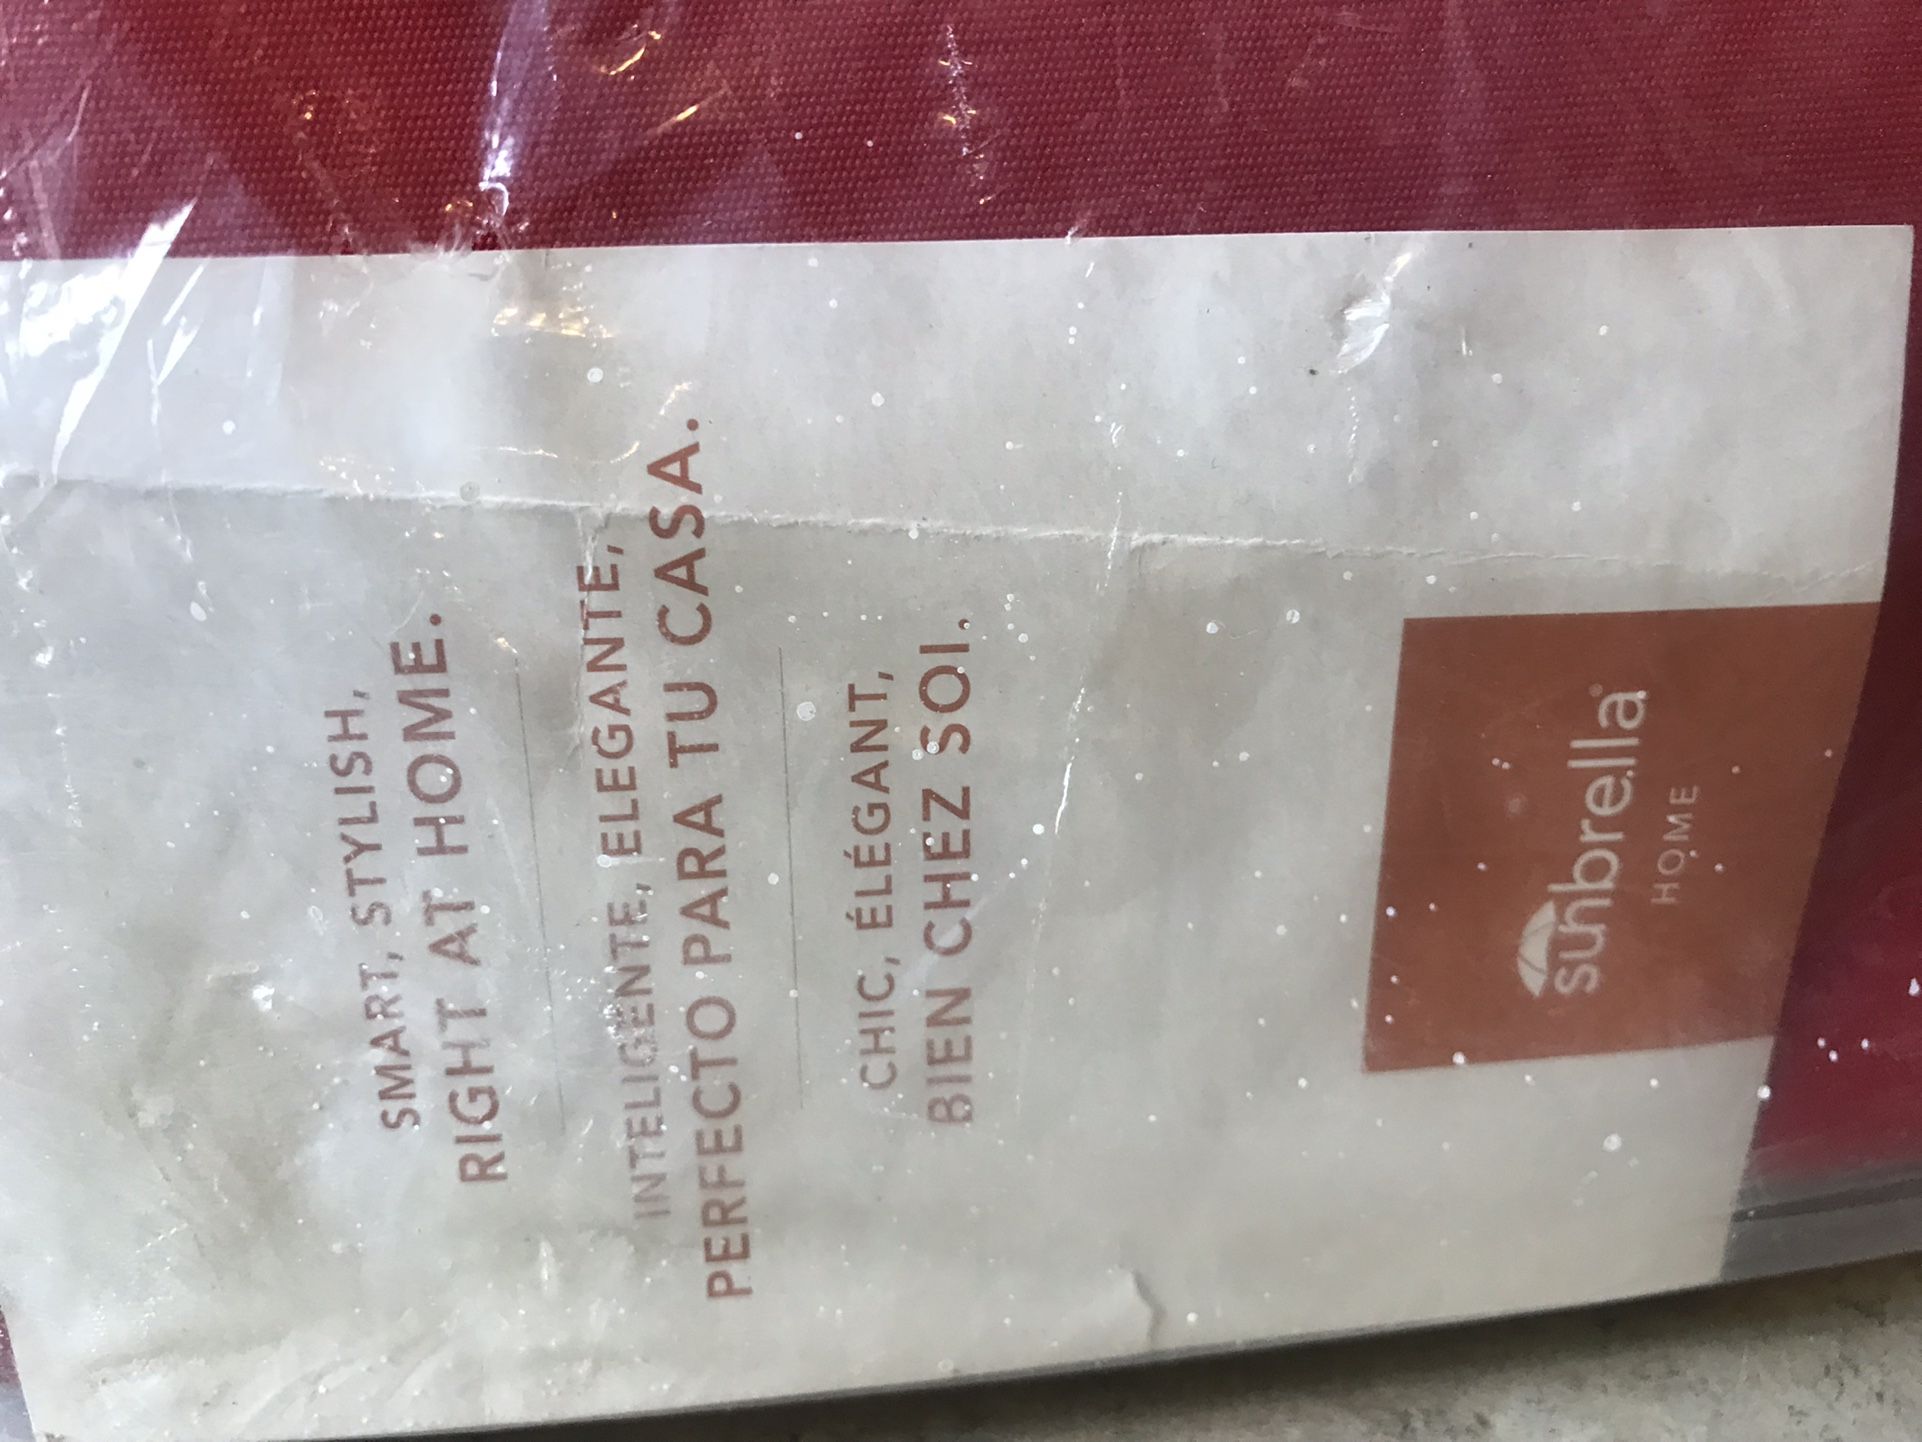 SMART, STYLISH,
RIGHT AT HOME.
INTELIGENTE, ELEGANTE,
PERFECTO PARA TU CASA.
CHIC, ÉLÉGANT,
BIEN CHEZ SOI.
sunbrella®
HOME